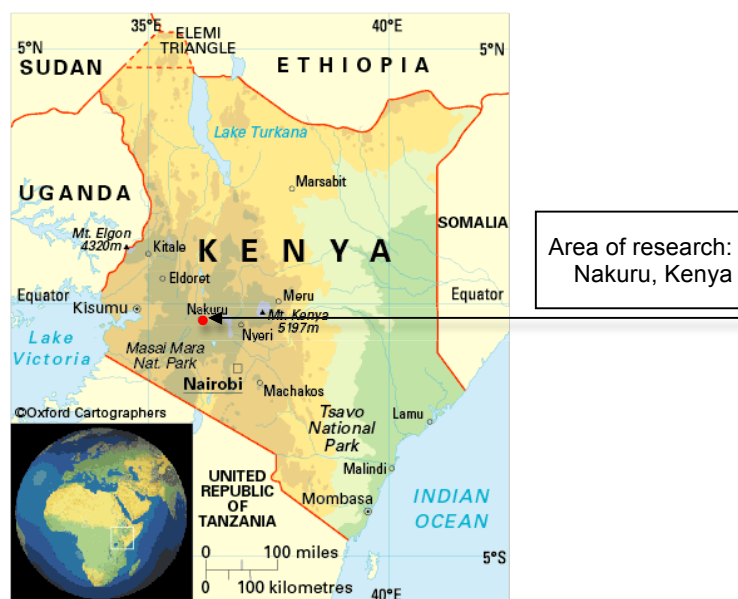 35°E
40°E
5°N
ELEMI
TRIANGLE
5°N
SUDAN
ETHIOPIA
Lake Turkana
Marsabit
UGANDA
SOMALIA
Mt. Elgon
4320m
Kitale
KENYA
Eldoret
Area of research:
Nakuru, Kenya
Equator
Meru
Equator
Kisumu
Nakuru
Mt. Kenya
5197m
Nyeri
Lake
Victoria
Masai Mara
Nat. Park
Nairobi
Machakos
©Oxford Cartographers
Tsavo
National
Park
Lamu
Malindi
UNITED
REPUBLIC
OF
TANZANIA
Mombasa
INDIAN
OCEAN
0 100 miles
0 100 kilometres
5°S
40°E